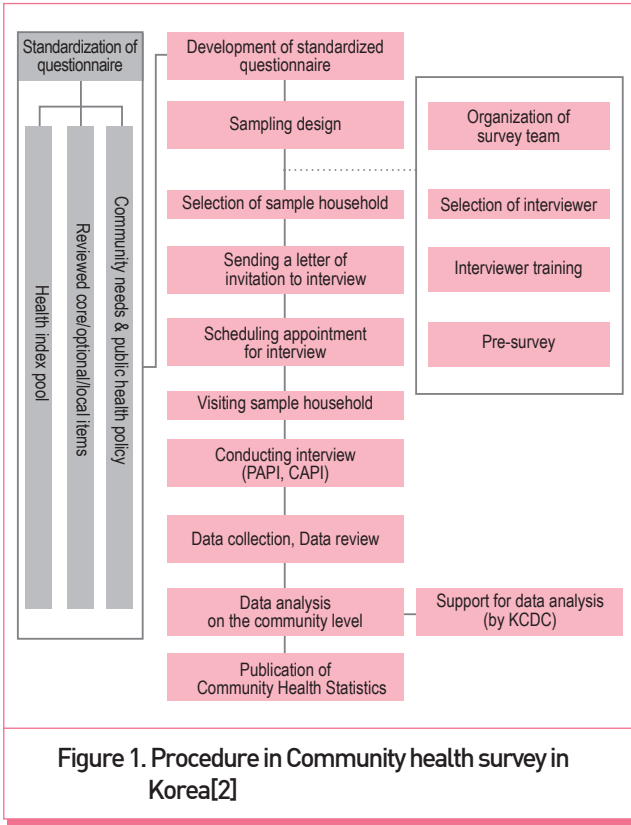 Standardization of
questionnaire
Health index pool
Reviewed core/optional/local items
Community needs & public health policy
Development of standardized
questionnaire
Sampling design
Selection of sample household
Sending a letter of
invitation to interview
Scheduling appointment
for interview
Visiting sample household
Conducting interview
(PAPI, CAPI)
Data collection, Data review
Data analysis
on the community level
Publication of
Community Health Statistics
Organization of
survey team
Selection of interviewer
Interviewer training
Pre-survey
Support for data analysis
(by KCDC)
Figure 1. Procedure in Community health survey in
Korea[2]